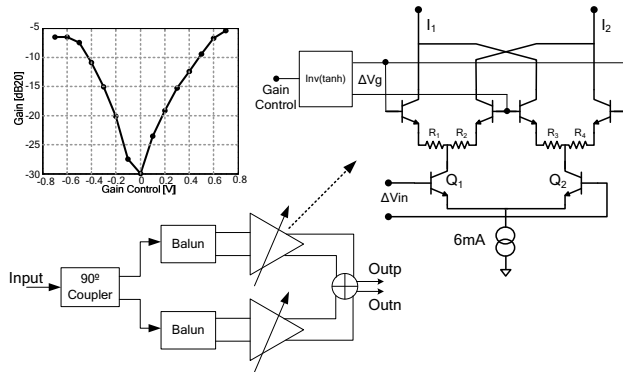 -5
-10
-15
-20
-25
-30
Gain [dB20]
-0.8 -0.6 -0.4 -0.2 0 0.2 0.4 0.6 0.8
Gain Control [V]
I1 I2
Inv(tanh)
ΔVg
Gain
Control
R1 R2 R3 R4
Q1 Q2
ΔVin
6mA
Input
90º
Coupler
Balun
Balun
Outp
Outn